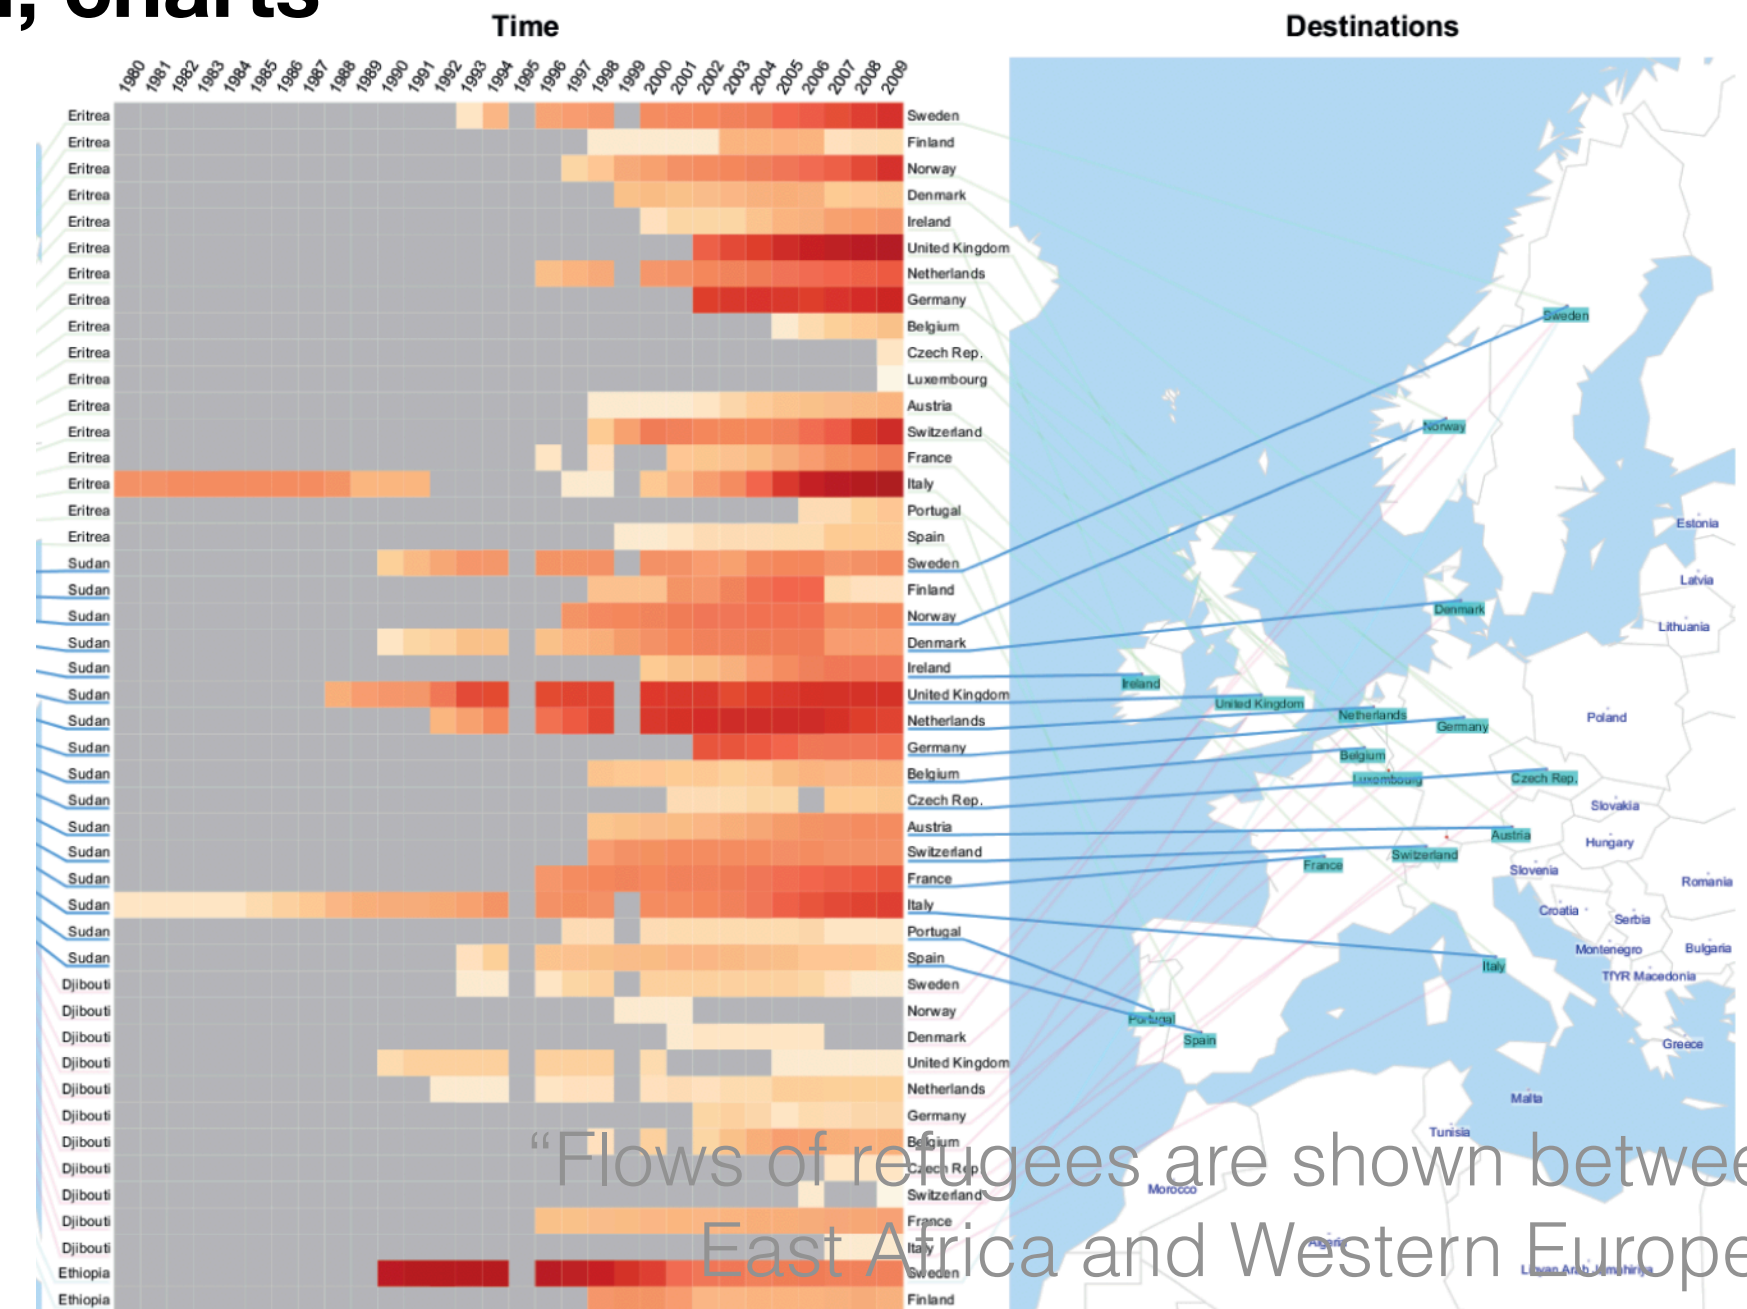 charts
Time
Destinations
1980 1981 1982 1983 1984 1985 1986 1987 1988 1989 1990 1991 1992 1993 1994 1995 1996 1997 1998 1999 2000 2001 2002 2003 2004 2005 2006 2007 2008 2009
Eritrea Sweden
Eritrea Finland
Eritrea Norway
Eritrea Denmark
Eritrea Ireland
Eritrea United Kingdom
Eritrea Netherlands
Eritrea Germany
Eritrea Belgium
Eritrea Czech Rep.
Eritrea Luxembourg
Eritrea Austria
Eritrea Switzerland
Eritrea France
Eritrea Italy
Eritrea Portugal
Eritrea Spain
Sudan Sweden
Sudan Finland
Sudan Norway
Sudan Denmark
Sudan Ireland
Sudan United Kingdom
Sudan Netherlands
Sudan Germany
Sudan Belgium
Sudan Czech Rep.
Sudan Austria
Sudan Switzerland
Sudan France
Sudan Italy
Sudan Portugal
Sudan Spain
Djibouti Sweden
Djibouti Norway
Djibouti Denmark
Djibouti United Kingdom
Djibouti Netherlands
Djibouti Germany
Djibouti Belgium
Djibouti Czech Rep.
Djibouti Switzerland
Djibouti France
Djibouti Italy
Ethiopia Sweden
Ethiopia Finland
Sweden
Norway
Estonia
Latvia
Denmark
Lithuania
Ireland
United Kingdom
Netherlands
Germany
Poland
Belgium
Luxembourg
Czech Rep.
Slovakia
Austria
Hungary
Switzerland
France
Slovenia
Romania
Croatia
Serbia
Montenegro
Bulgaria
Italy
TfYR Macedonia
Portugal
Spain
Greece
Malta
Tunisia
Morocco
Algeria
Libyan Arab Jamahiriya
“Flows of refugees are shown betwee
East Africa and Western Europe